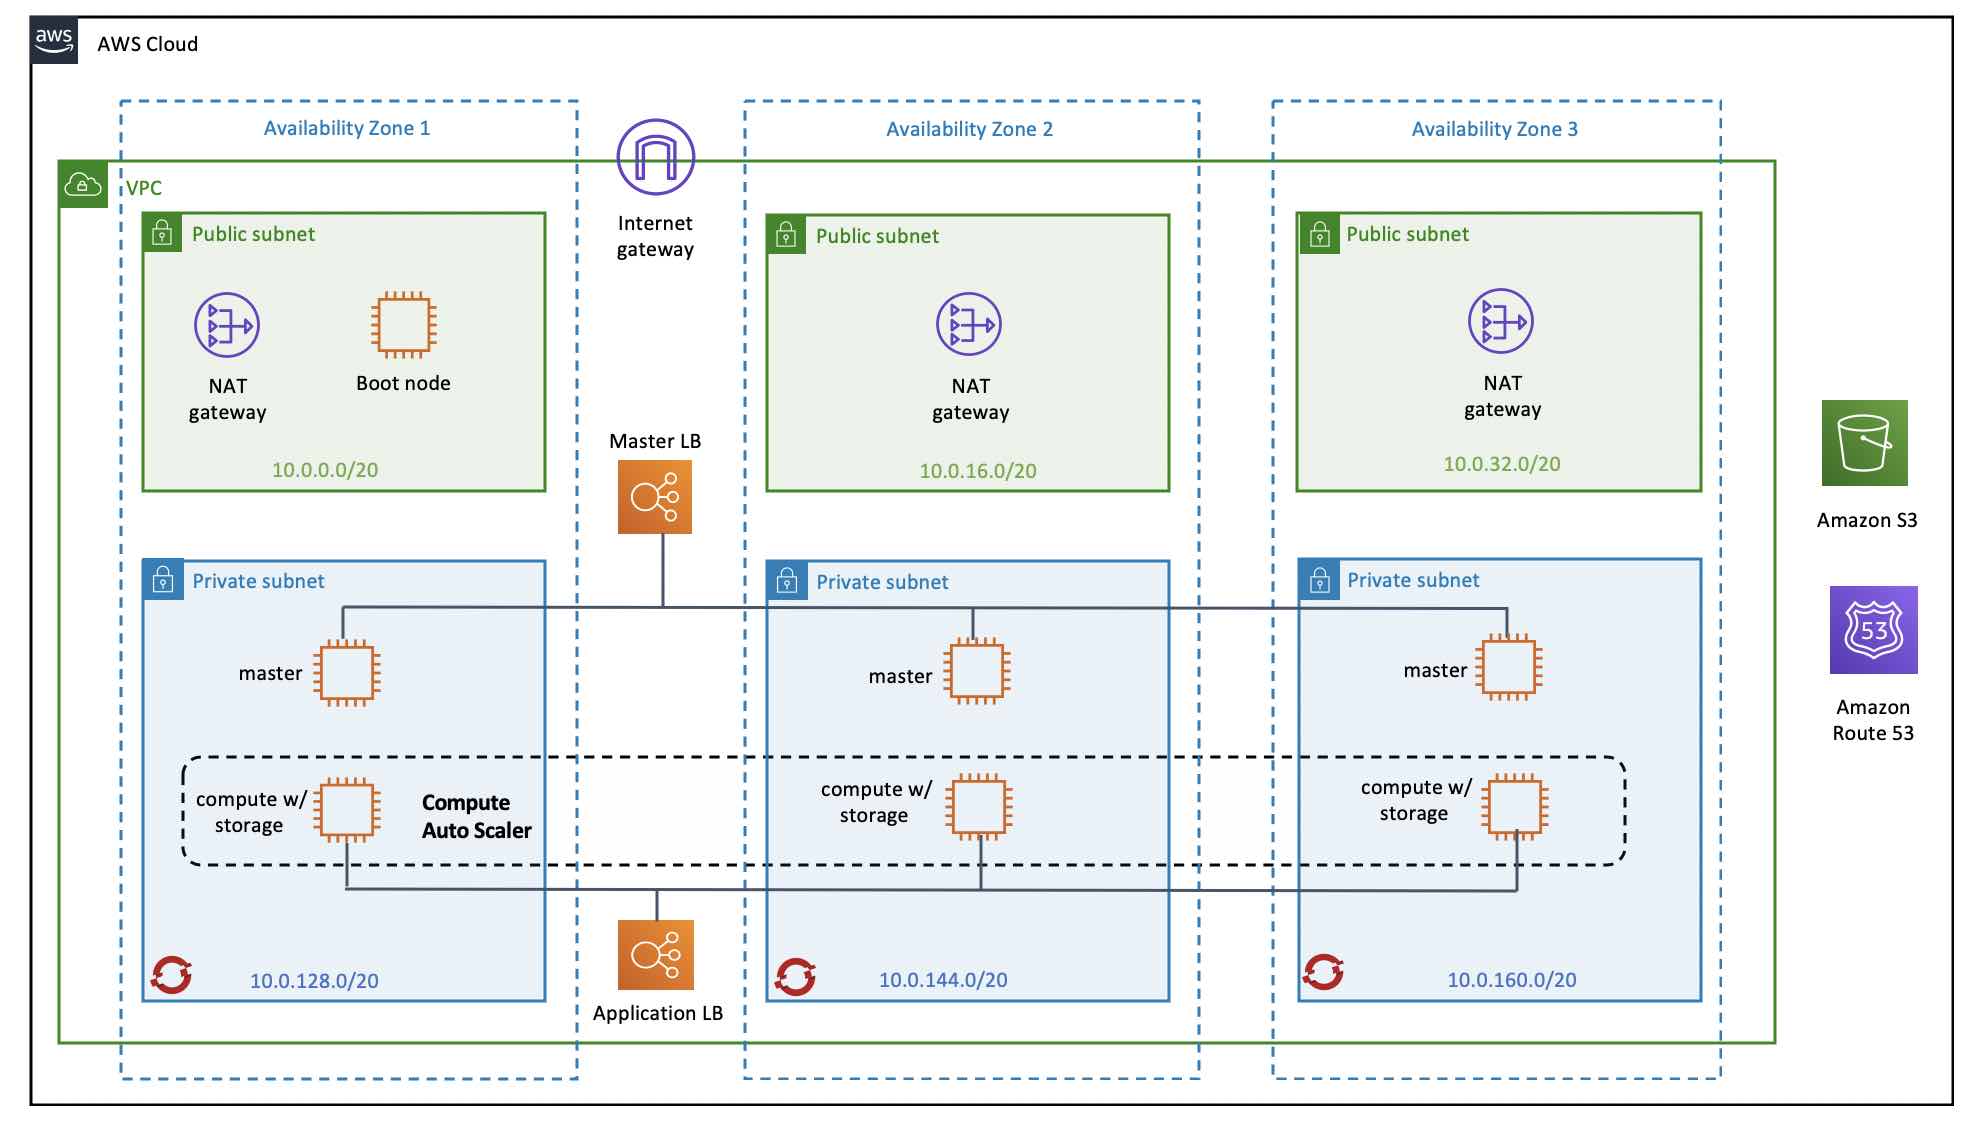 aws
AWS Cloud
Availability Zone 1
Availability Zone 2
Availability Zone 3
VPC
Internet
gateway
Public subnet
NAT
gateway
Boot node
10.0.0.0/20
Public subnet
NAT
gateway
10.0.16.0/20
Public subnet
NAT
gateway
10.0.32.0/20
Master LB
Amazon S3
Private subnet
master
compute w/
storage
Compute
Auto Scaler
10.0.128.0/20
Private subnet
master
compute w/
storage
10.0.144.0/20
Private subnet
master
compute w/
storage
10.0.160.0/20
Application LB
53
Amazon
Route 53